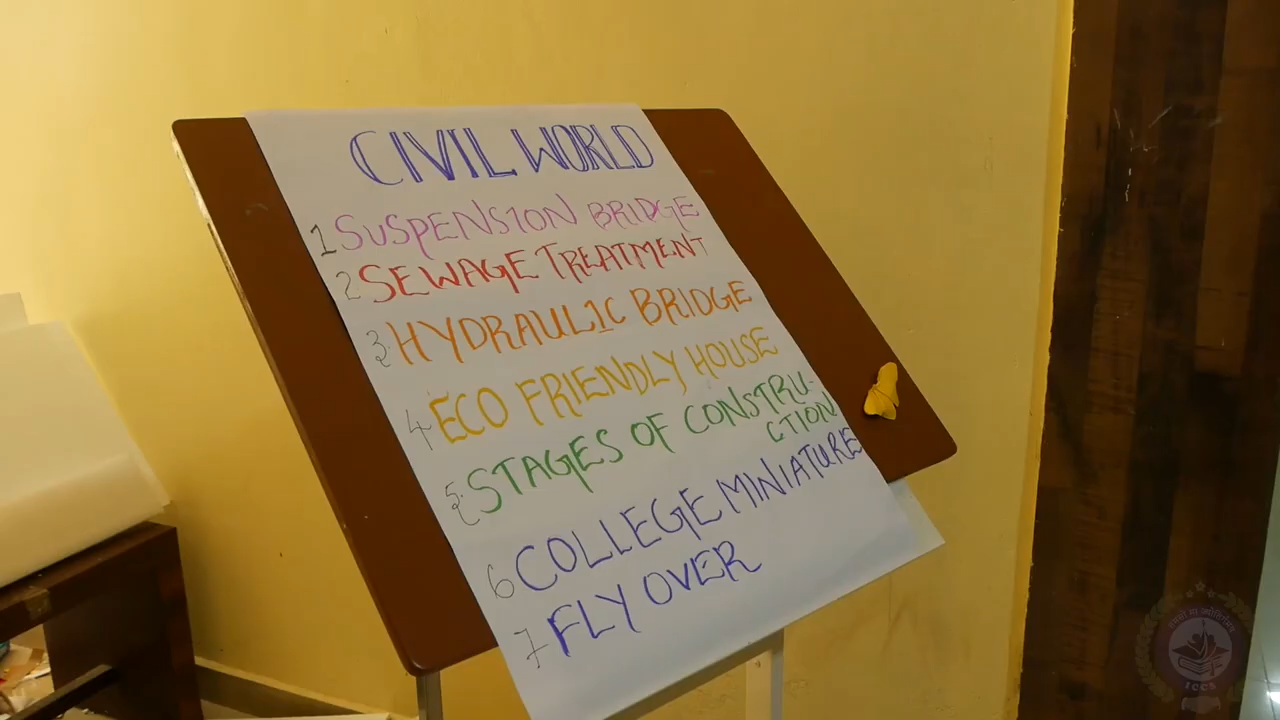 CIVIL WORLD
1 SUSPENSION BRIDGE
2 SEWAGE TREATMENT
3 HYDRAULIC BRIDGE
4 ECO FRIENDLY HOUSE
5 STAGES OF CONSTRU-
CTION
6 COLLEGE MINIATURE
7 FLY OVER